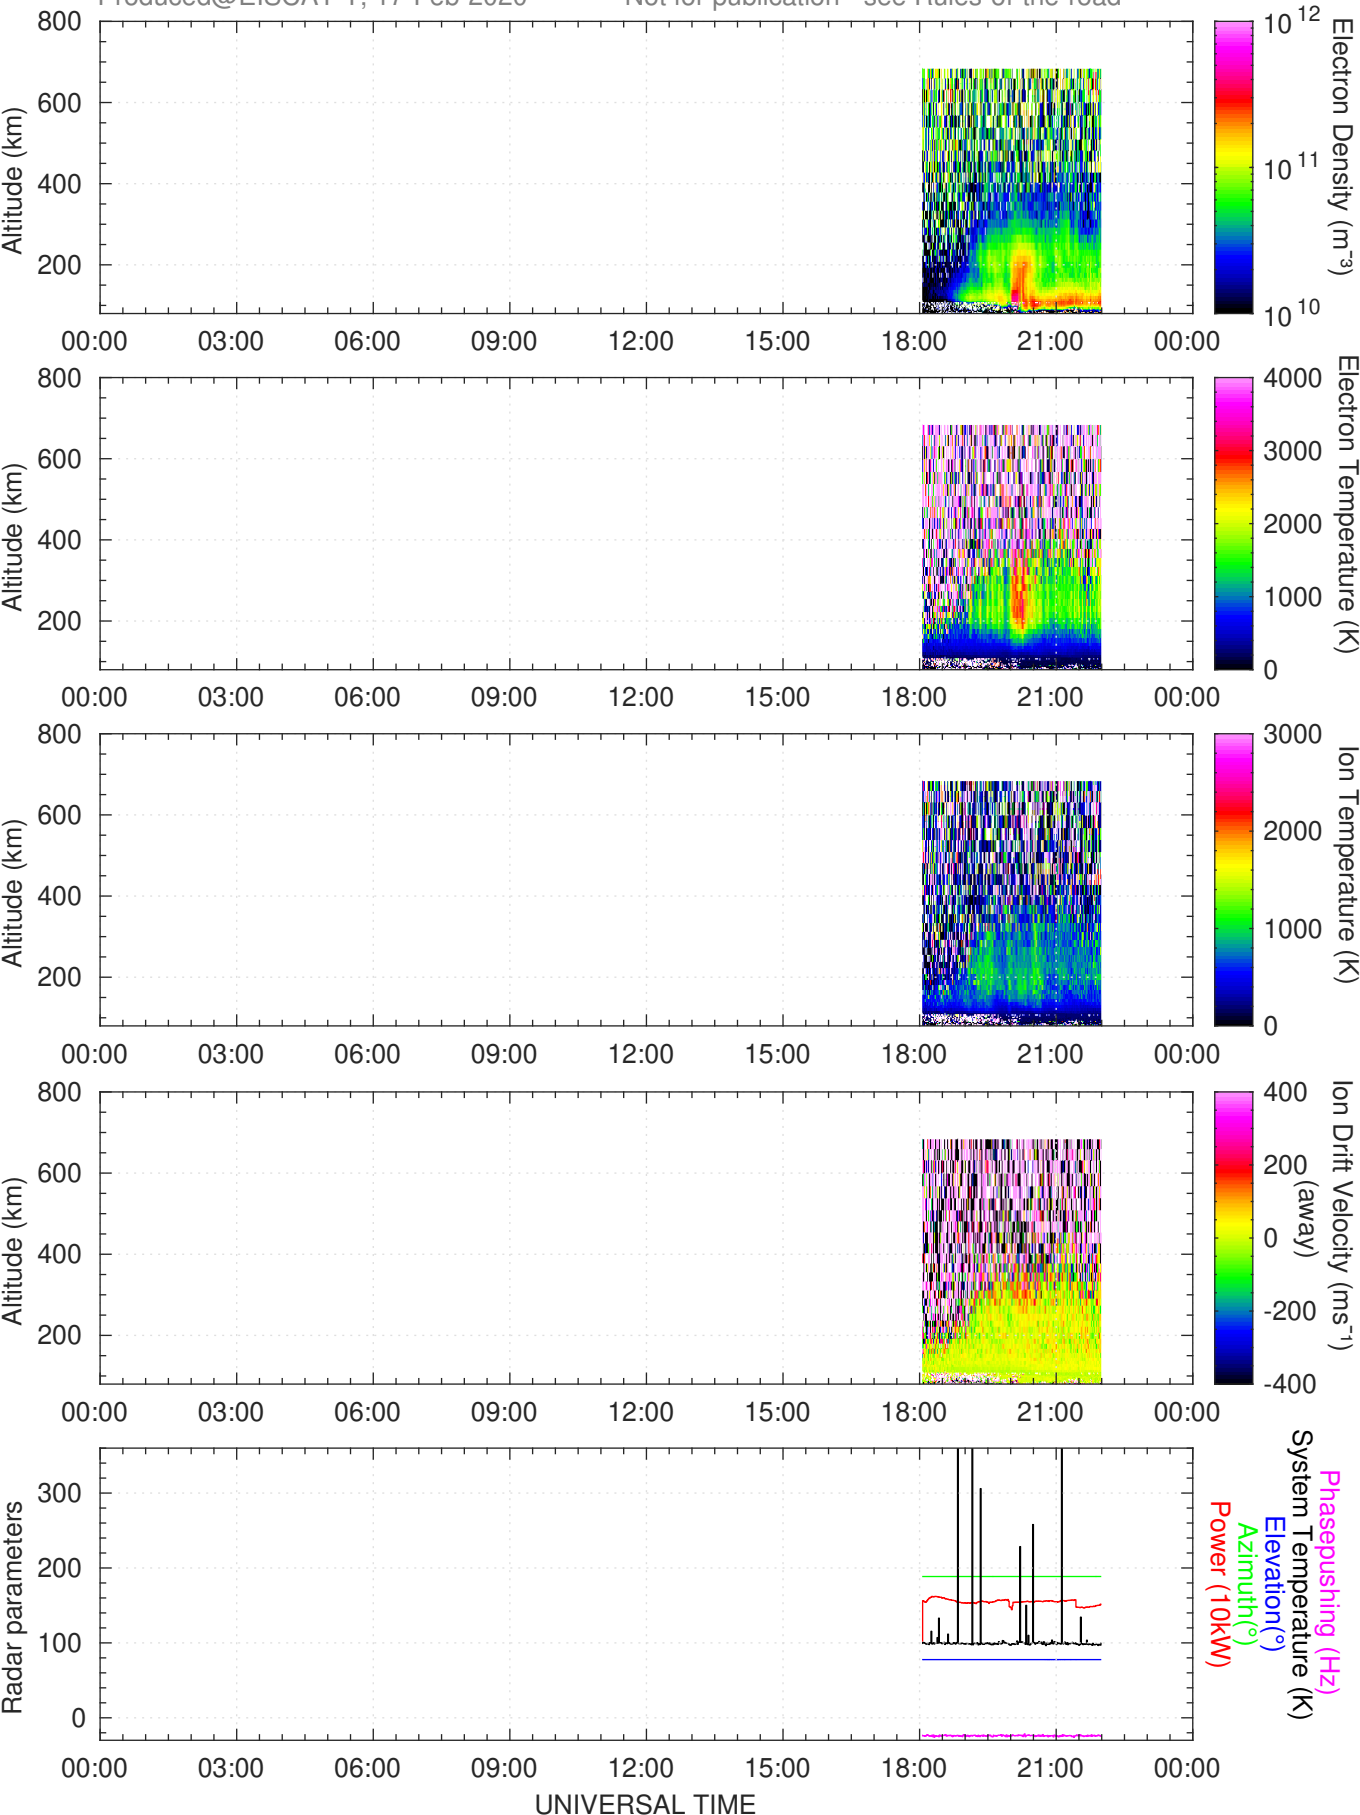 Produced@EISCAT-T, 17-Feb-2020 Not for publication - see Rules-of-the-road
800
600
400
200
Altitude (km)
00:00 03:00 06:00 09:00 12:00 15:00 18:00 21:00 00:00
10^12
10^11
10^10
Electron Density (m^-3)
800
600
400
200
Altitude (km)
00:00 03:00 06:00 09:00 12:00 15:00 18:00 21:00 00:00
4000
3000
2000
1000
0
Electron Temperature (K)
800
600
400
200
Altitude (km)
00:00 03:00 06:00 09:00 12:00 15:00 18:00 21:00 00:00
3000
2000
1000
0
Ion Temperature (K)
800
600
400
200
Altitude (km)
00:00 03:00 06:00 09:00 12:00 15:00 18:00 21:00 00:00
400
200
0
-200
-400
Ion Drift Velocity (ms^-1)
(away)
300
200
100
0
Radar parameters
00:00 03:00 06:00 09:00 12:00 15:00 18:00 21:00 00:00
UNIVERSAL TIME
Phasepushing (Hz)
System Temperature (K)
Elevation(°)
Azimuth(°)
Power (10kW)